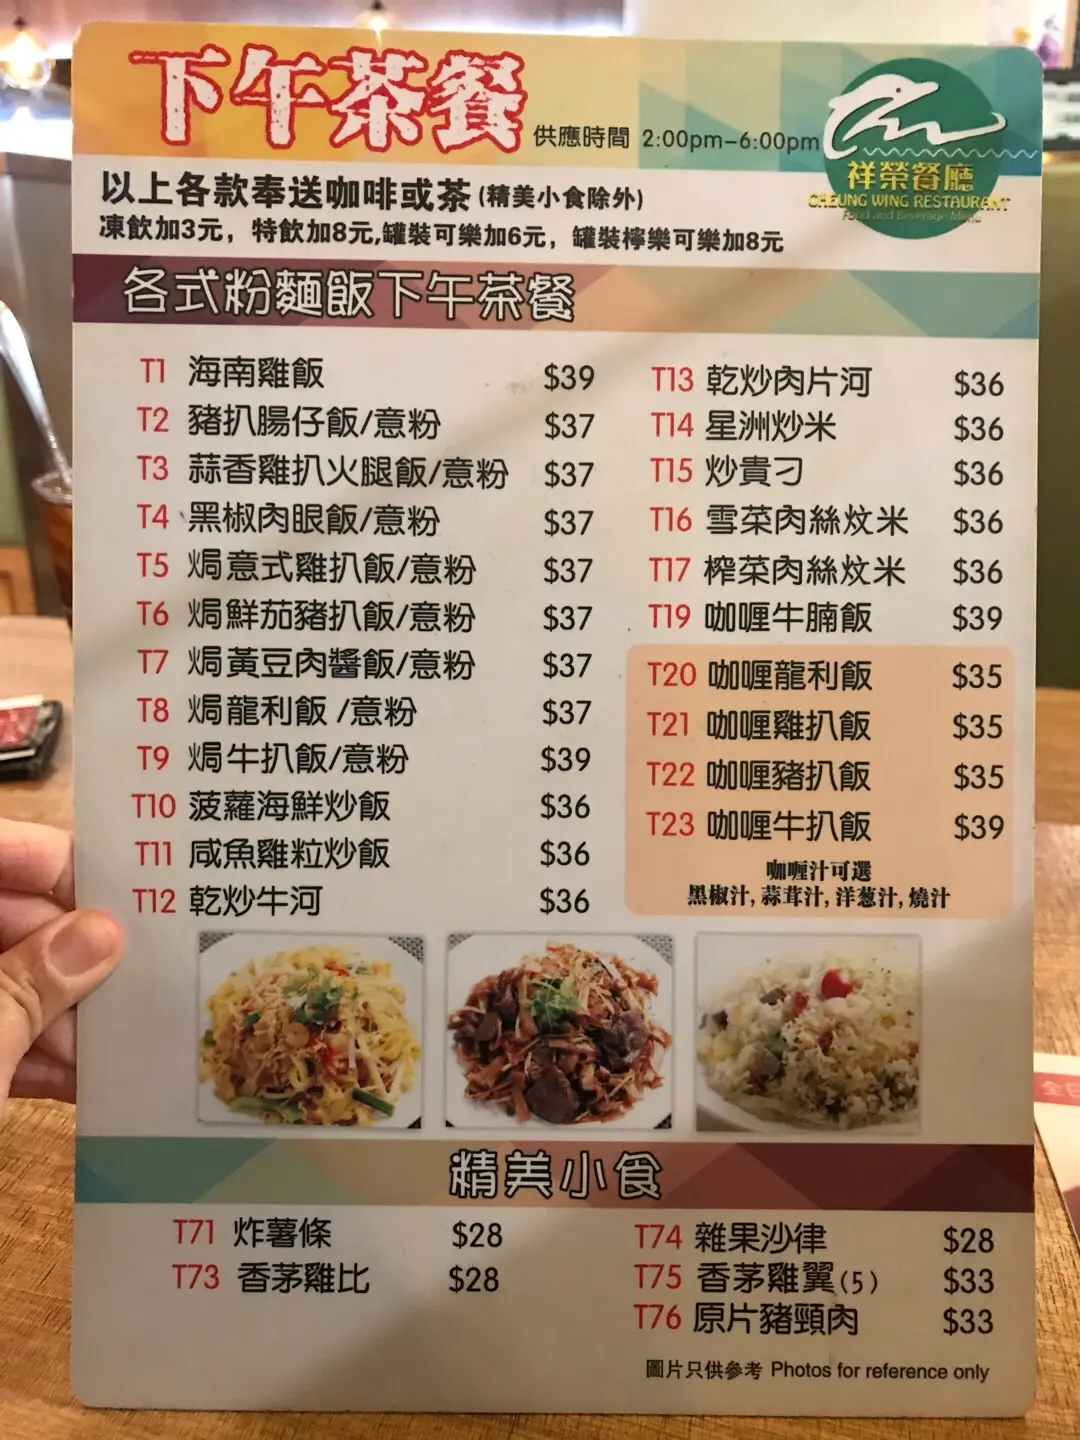 下午茶餐
供應時間 2:00pm-6:00pm
祥榮餐廳
CHEUNG WING RESTAURANT
Food and Beverage Menu
以上各款奉送咖啡或茶(精美小食除外)
凍飲加3元，特飲加8元,罐裝可樂加6元，罐裝檸樂可樂加8元
各式粉麵飯下午茶餐
T1 海南雞飯 $39
T2 豬扒腸仔飯/意粉 $37
T3 蒜香雞扒火腿飯/意粉 $37
T4 黑椒肉眼飯/意粉 $37
T5 焗意式雞扒飯/意粉 $37
T6 焗鮮茄豬扒飯/意粉 $37
T7 焗黃豆肉醬飯/意粉 $37
T8 焗龍利飯 /意粉 $37
T9 焗牛扒飯/意粉 $39
T10 菠蘿海鮮炒飯 $36
T11 咸魚雞粒炒飯 $36
T12 乾炒牛河 $36
T13 乾炒肉片河 $36
T14 星洲炒米 $36
T15 炒貴刁 $36
T16 雪菜肉絲炆米 $36
T17 榨菜肉絲炆米 $36
T19 咖喱牛腩飯 $39
T20 咖喱龍利飯 $35
T21 咖喱雞扒飯 $35
T22 咖喱豬扒飯 $35
T23 咖喱牛扒飯 $39
咖喱汁可選
黑椒汁, 蒜茸汁, 洋葱汁, 燒汁
精美小食
T71 炸薯條 $28
T73 香茅雞比 $28
T74 雜果沙律 $28
T75 香茅雞翼(5) $33
T76 原片豬頸肉 $33
圖片只供參考 Photos for reference only